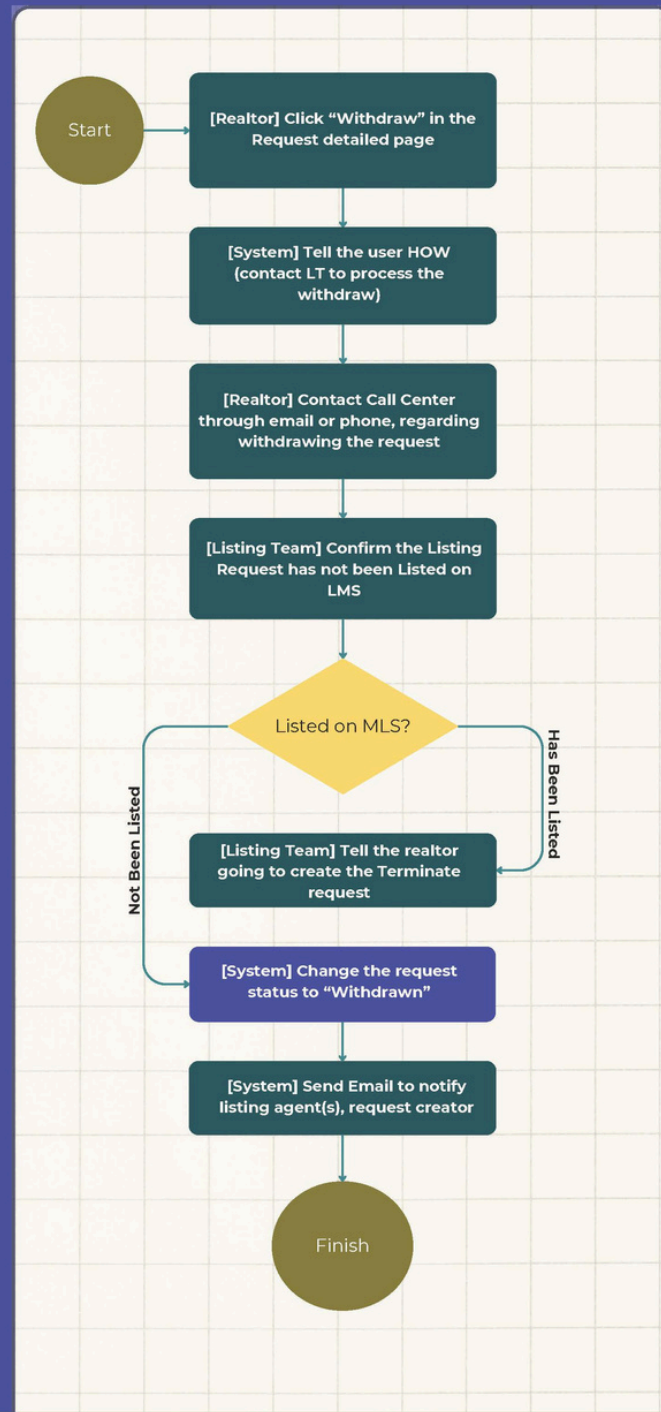 Start
[Realtor] Click “Withdraw” in the
Request detailed page
[System] Tell the user HOW
(contact LT to process the
withdraw)
[Realtor] Contact Call Center
through email or phone, regarding
withdrawing the request
[Listing Team] Confirm the Listing
Request has not been Listed on
LMS
Listed on MLS?
Has Been Listed
Not Been Listed
[Listing Team] Tell the realtor
going to create the Terminate
request
[System] Change the request
status to “Withdrawn”
[System] Send Email to notify
listing agent(s), request creator
Finish